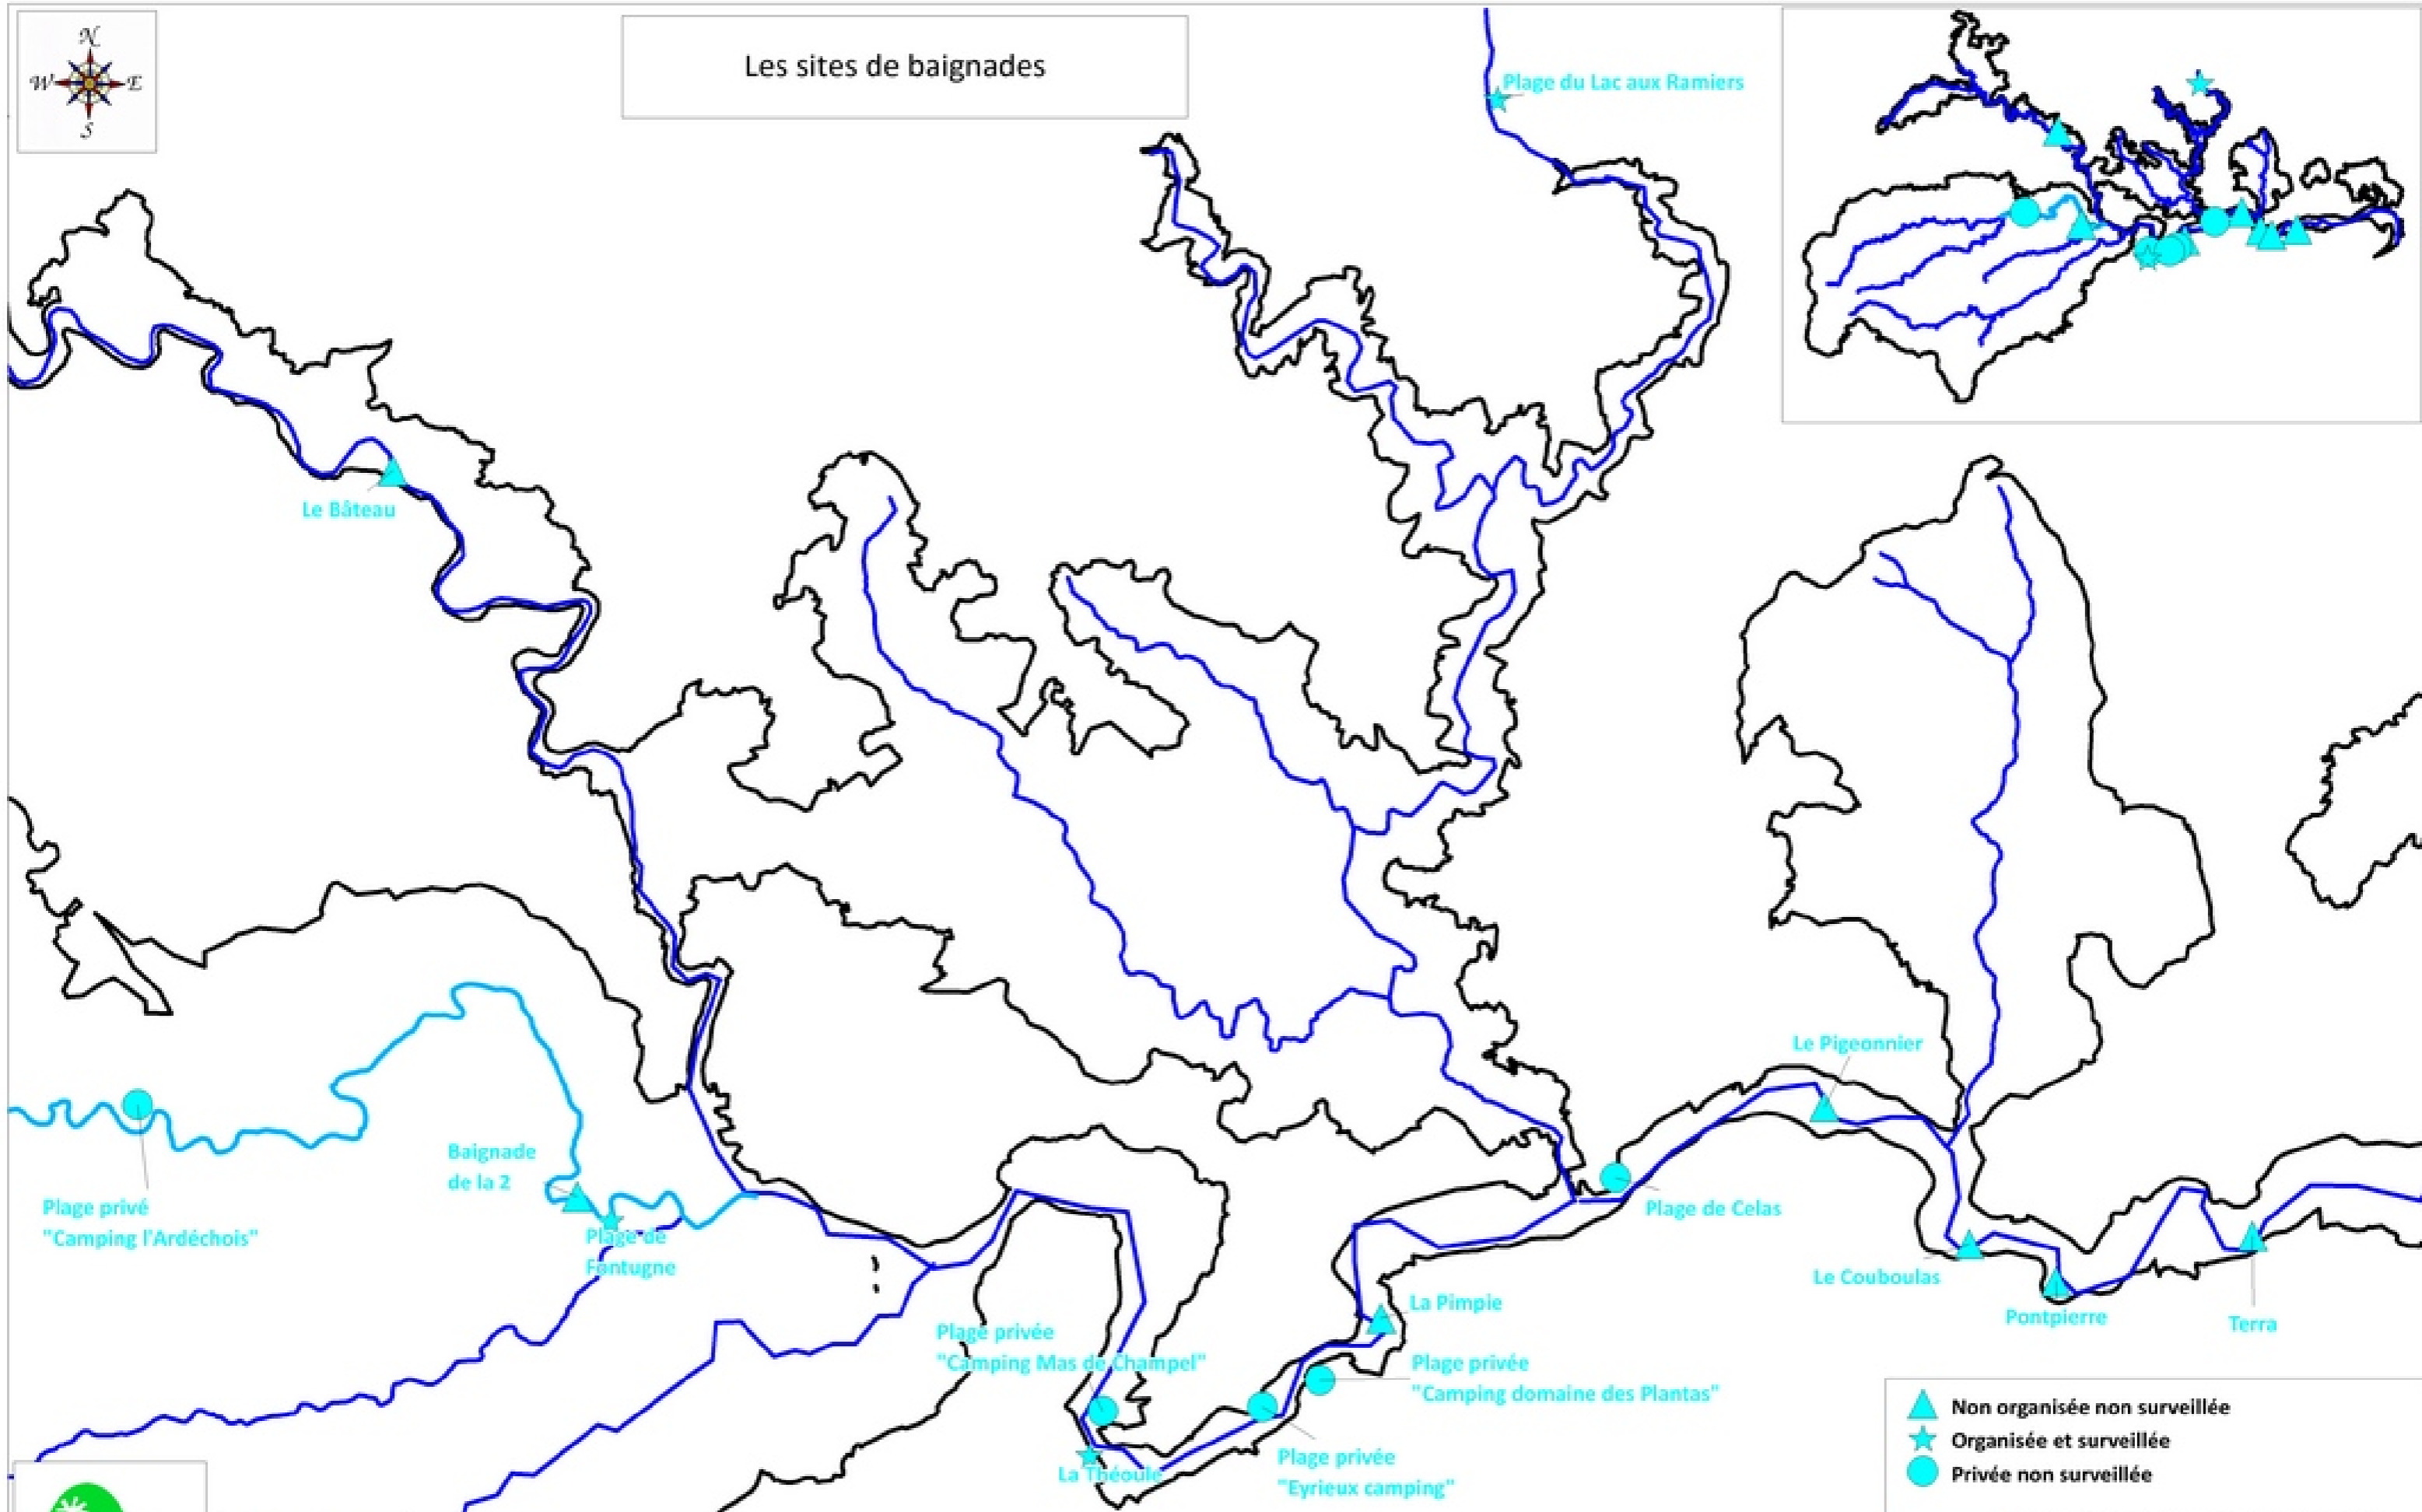 N
W
E
S
Les sites de baignades
Plage du Lac aux Ramiers
Le Bâteau
Le Pigeonnier
Baignade
de la 2
Plage privé
"Camping l'Ardéchois"
Plage de
Fontugne
Plage de Celas
Le Couboulas
La Pimpie
Pontpierre
Terra
Plage privée
"Camping Mas de Champel"
Plage privée
"Camping domaine des Plantas"
Plage privée
"Eyrieux camping"
La Théoule
Non organisée non surveillée
Organisée et surveillée
Privée non surveillée